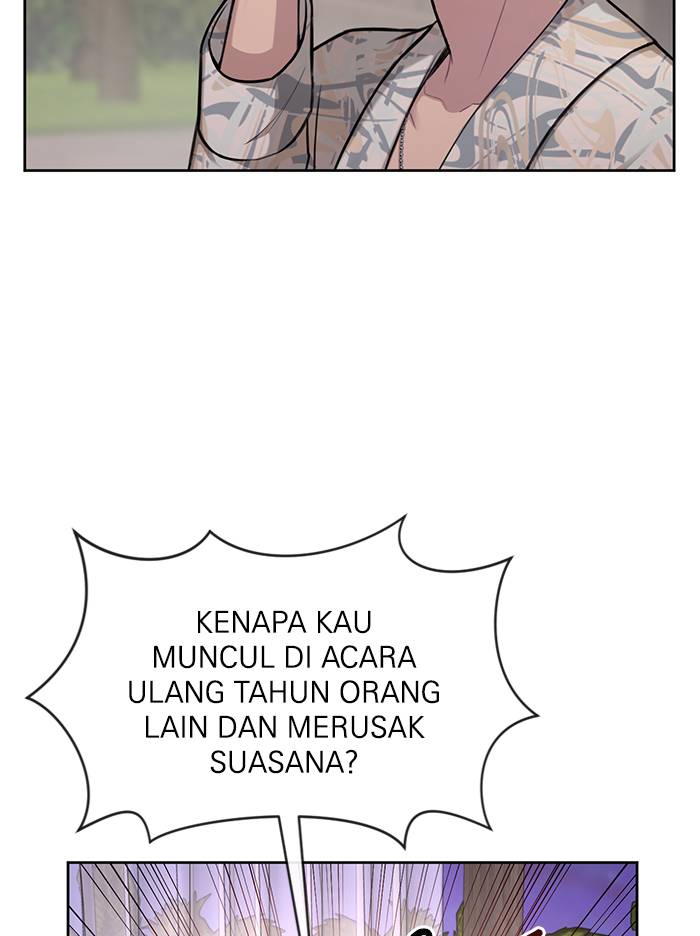 KENAPA KAU
MUNCUL DI ACARA
ULANG TAHUN ORANG
LAIN DAN MERUSAK
SUASANA?